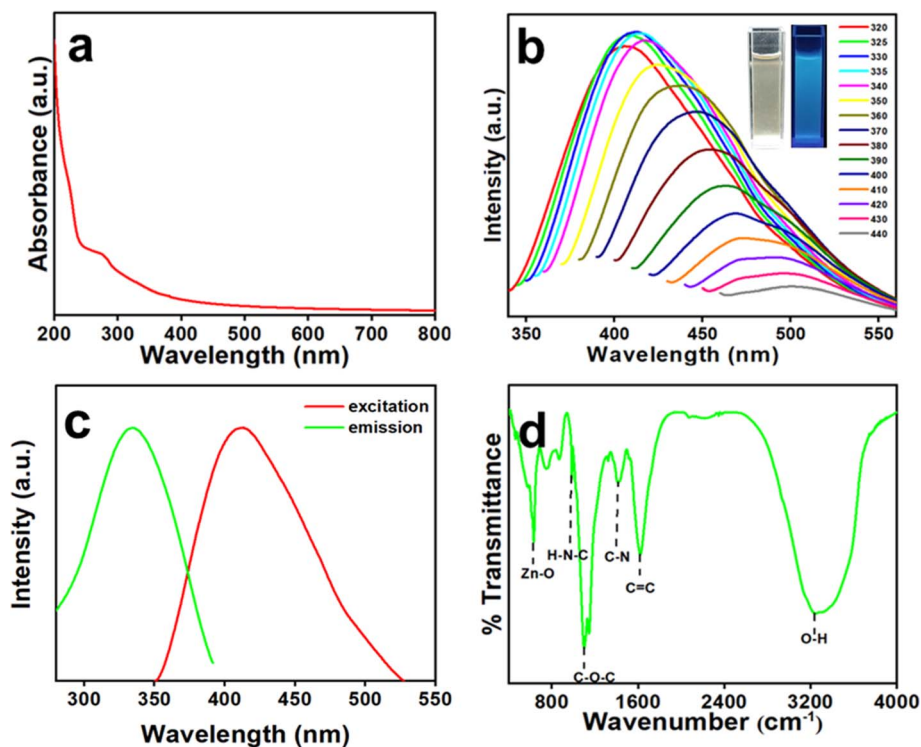 a
Absorbance (a.u.)
200 300 400 500 600 700 800
Wavelength (nm)
b
Intensity (a.u.)
320
325
330
335
340
350
360
370
380
390
400
410
420
430
440
350 400 450 500 550
Wavelength (nm)
c
excitation
emission
Intensity (a.u.)
300 350 400 450 500 550
Wavelength (nm)
d
% Transmittance
Zn-O
H-N-C
C-O-C
C-N
C=C
O-H
800 1600 2400 3200 4000
Wavenumber (cm-1)